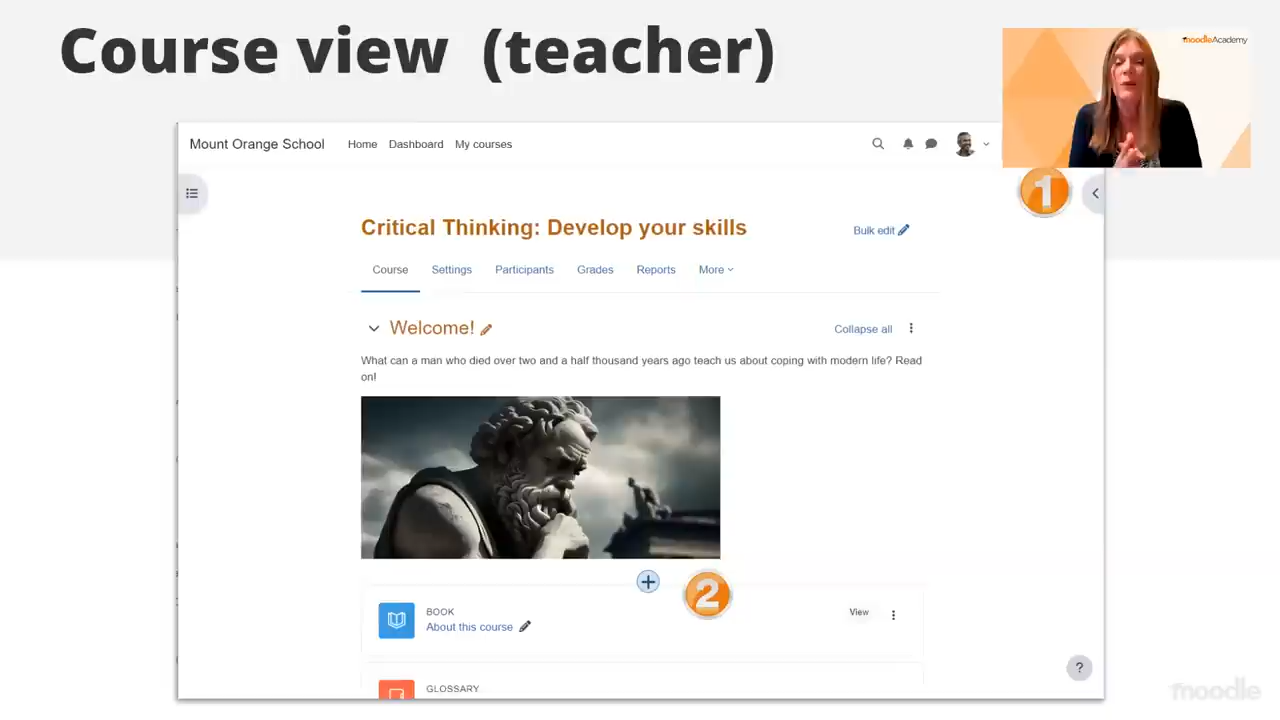 Course view (teacher)
moodleAcademy
Mount Orange School Home Dashboard My courses
1
Critical Thinking: Develop your skills Bulk edit
Course Settings Participants Grades Reports More
Welcome! Collapse all
What can a man who died over two and a half thousand years ago teach us about coping with modern life? Read
on!
2
BOOK
About this course View
?
GLOSSARY
moodle